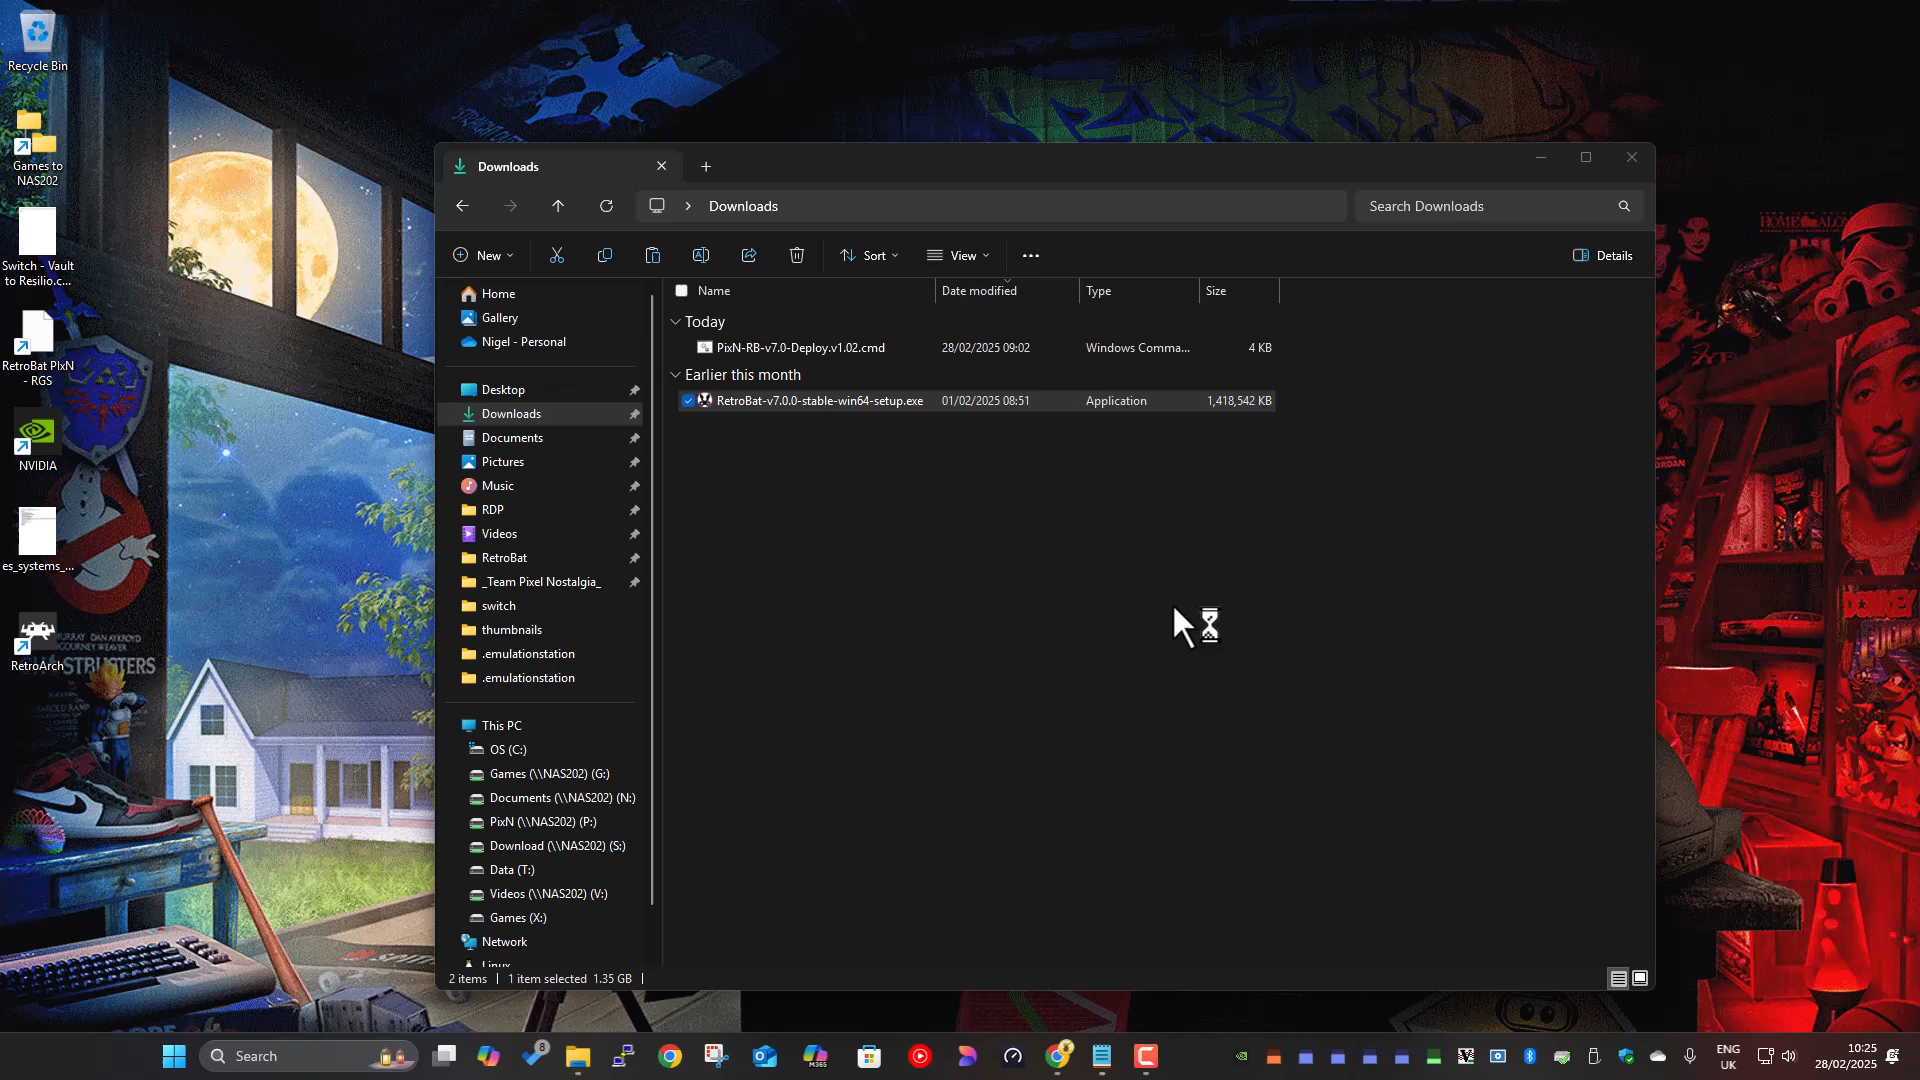 Recycle Bin
Games to
NAS202
Switch - Vault
to Resilio.c...
RetroBat PIxN
- RGS
NVIDIA
es_systems_...
RetroArch
Downloads
Downloads
Search Downloads
New
Sort
View
Details
Home
Gallery
Nigel - Personal
Desktop
Downloads
Documents
Pictures
Music
RDP
Videos
RetroBat
_Team Pixel Nostalgia_
switch
thumbnails
.emulationstation
.emulationstation
This PC
OS (C:)
Games (\\NAS202) (G:)
Documents (\\NAS202) (N:)
PixN (\\NAS202) (P:)
Download (\\NAS202) (S:)
Data (T:)
Videos (\\NAS202) (V:)
Games (X:)
Network
Linux
Name Date modified Type Size
Today
PixN-RB-v7.0-Deploy.v1.02.cmd 28/02/2025 09:02 Windows Comma... 4 KB
Earlier this month
RetroBat-v7.0.0-stable-win64-setup.exe 01/02/2025 08:51 Application 1,418,542 KB
2 items 1 item selected 1.35 GB
HOME ALONE
Search
8
M365
ENG
UK
10:25
28/02/2025